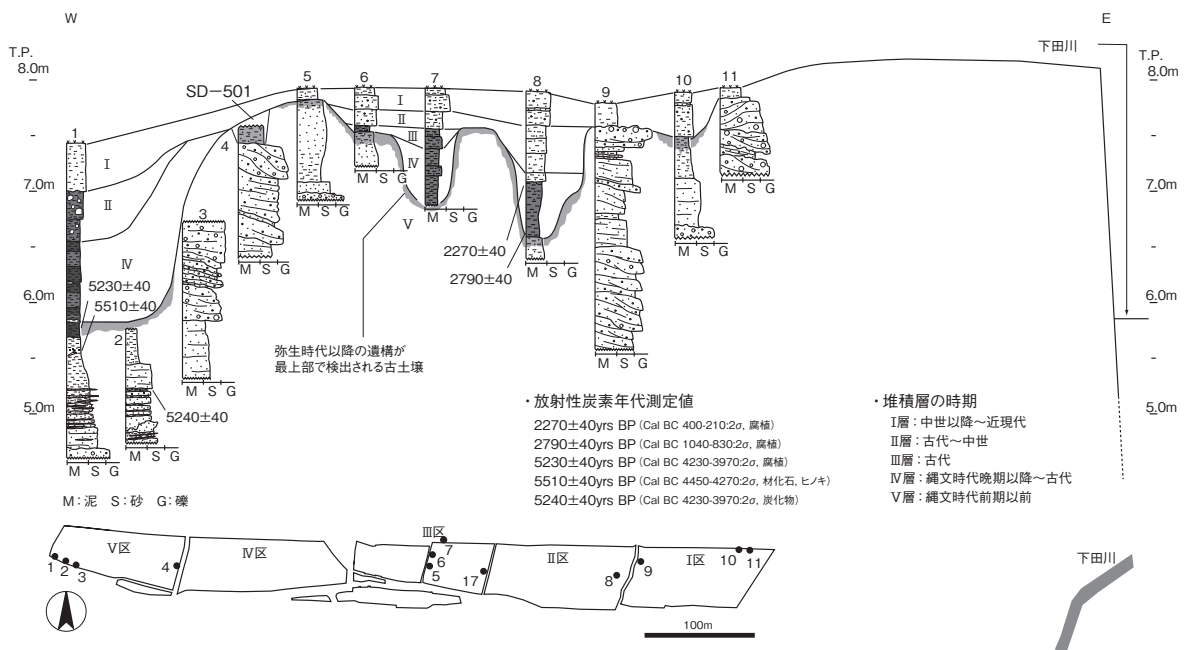 W
E
T.P.
8.0m
7.0m
6.0m
5.0m
下田川
T.P.
8.0m
7.0m
6.0m
5.0m
SD-501
1
2
3
4
5
6
7
8
9
10
11
I
II
IV
I
II
III
IV
V
5230±40
5510±40
5240±40
2270±40
2790±40
M S G
M S G
M S G
M S G
M S G
M S G
M S G
M S G
M S G
M S G
M S G
弥生時代以降の遺構が
最上部で検出される古土壌
M:泥 S:砂 G:礫
・放射性炭素年代測定値
2270±40yrs BP (Cal BC 400-210:2σ, 腐植)
2790±40yrs BP (Cal BC 1040-830:2σ, 腐植)
5230±40yrs BP (Cal BC 4230-3970:2σ, 腐植)
5510±40yrs BP (Cal BC 4450-4270:2σ, 材化石, ヒノキ)
5240±40yrs BP (Cal BC 4230-3970:2σ, 炭化物)
・堆積層の時期
I層:中世以降~近現代
II層:古代~中世
III層:古代
IV層:縄文時代晩期以降~古代
V層:縄文時代前期以前
V区
IV区
III区
II区
I区
1
2
3
4
5
6
7
17
8
9
10
11
100m
下田川